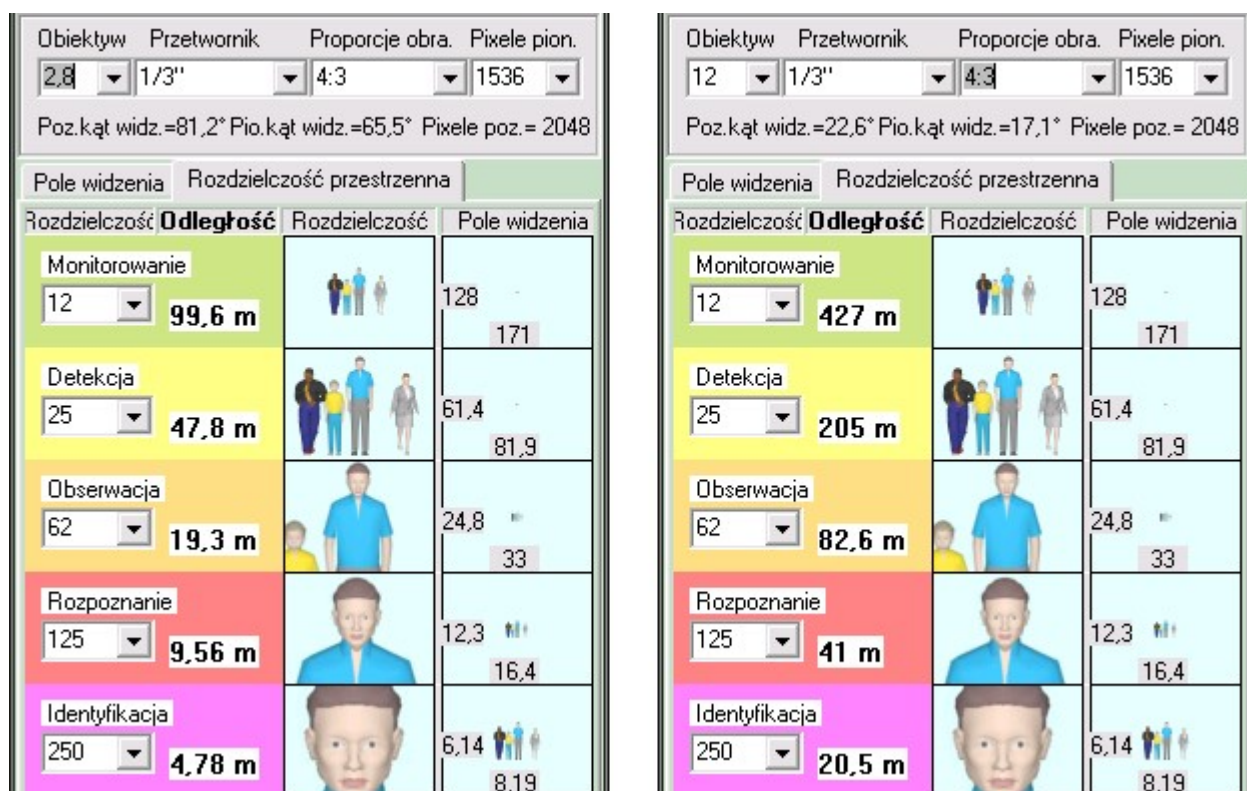 Obiektyw Przetwornik Proporcje obra. Pixele pion.
2,8 1/3'' 4:3 1536
Poz.kąt widz.=81,2° Pio.kąt widz.=65,5° Pixele poz.= 2048
Pole widzenia Rozdzielczość przestrzenna
Rozdzielczość Odległość Rozdzielczość Pole widzenia
Monitorowanie
12 99,6 m 128
171
Detekcja
25 47,8 m 61,4
81,9
Obserwacja
62 19,3 m 24,8
33
Rozpoznanie
125 9,56 m 12,3
16,4
Identyfikacja
250 4,78 m 6,14
8,19
Obiektyw Przetwornik Proporcje obra. Pixele pion.
12 1/3'' 4:3 1536
Poz.kąt widz.=22,6° Pio.kąt widz.=17,1° Pixele poz.= 2048
Pole widzenia Rozdzielczość przestrzenna
Rozdzielczość Odległość Rozdzielczość Pole widzenia
Monitorowanie
12 427 m 128
171
Detekcja
25 205 m 61,4
81,9
Obserwacja
62 82,6 m 24,8
33
Rozpoznanie
125 41 m 12,3
16,4
Identyfikacja
250 20,5 m 6,14
8,19